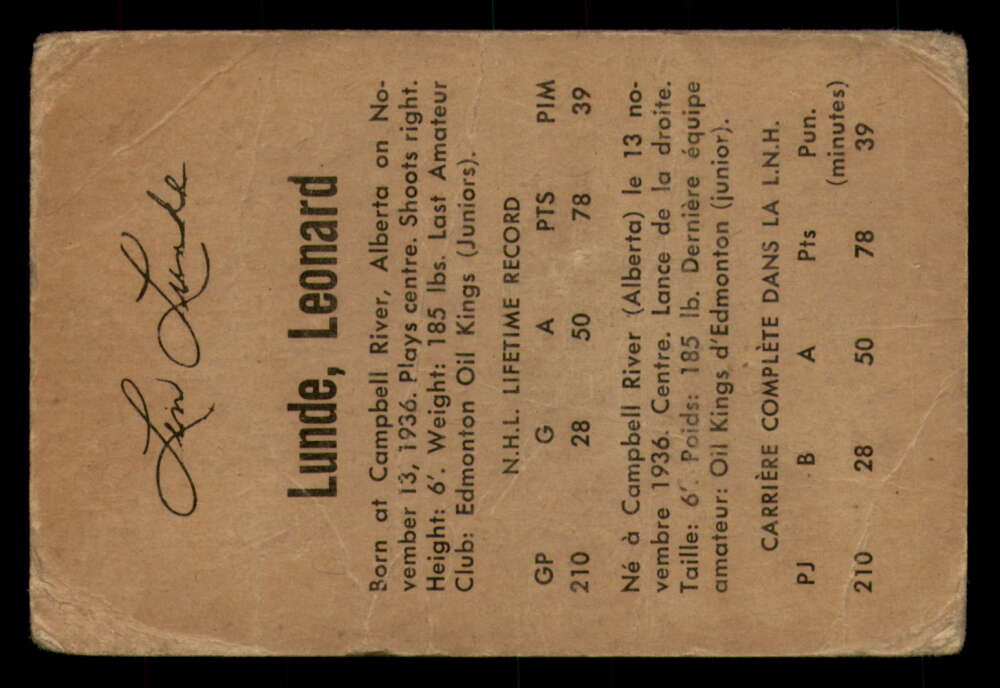 Len Lunde
Lunde, Leonard
Born at Campbell River, Alberta on No-
vember 13, 1936. Plays centre. Shoots right.
Height: 6'. Weight: 185 lbs. Last Amateur
Club: Edmonton Oil Kings (Juniors).
N.H.L. LIFETIME RECORD
GP G A PTS PIM
210 28 50 78 39
Né à Campbell River (Alberta) le 13 no-
vembre 1936. Centre. Lance de la droite.
Taille: 6'. Poids: 185 lb. Dernière équipe
amateur: Oil Kings d'Edmonton (junior).
CARRIÈRE COMPLÈTE DANS LA L.N.H.
PJ B A Pts Pun.
(minutes)
210 28 50 78 39